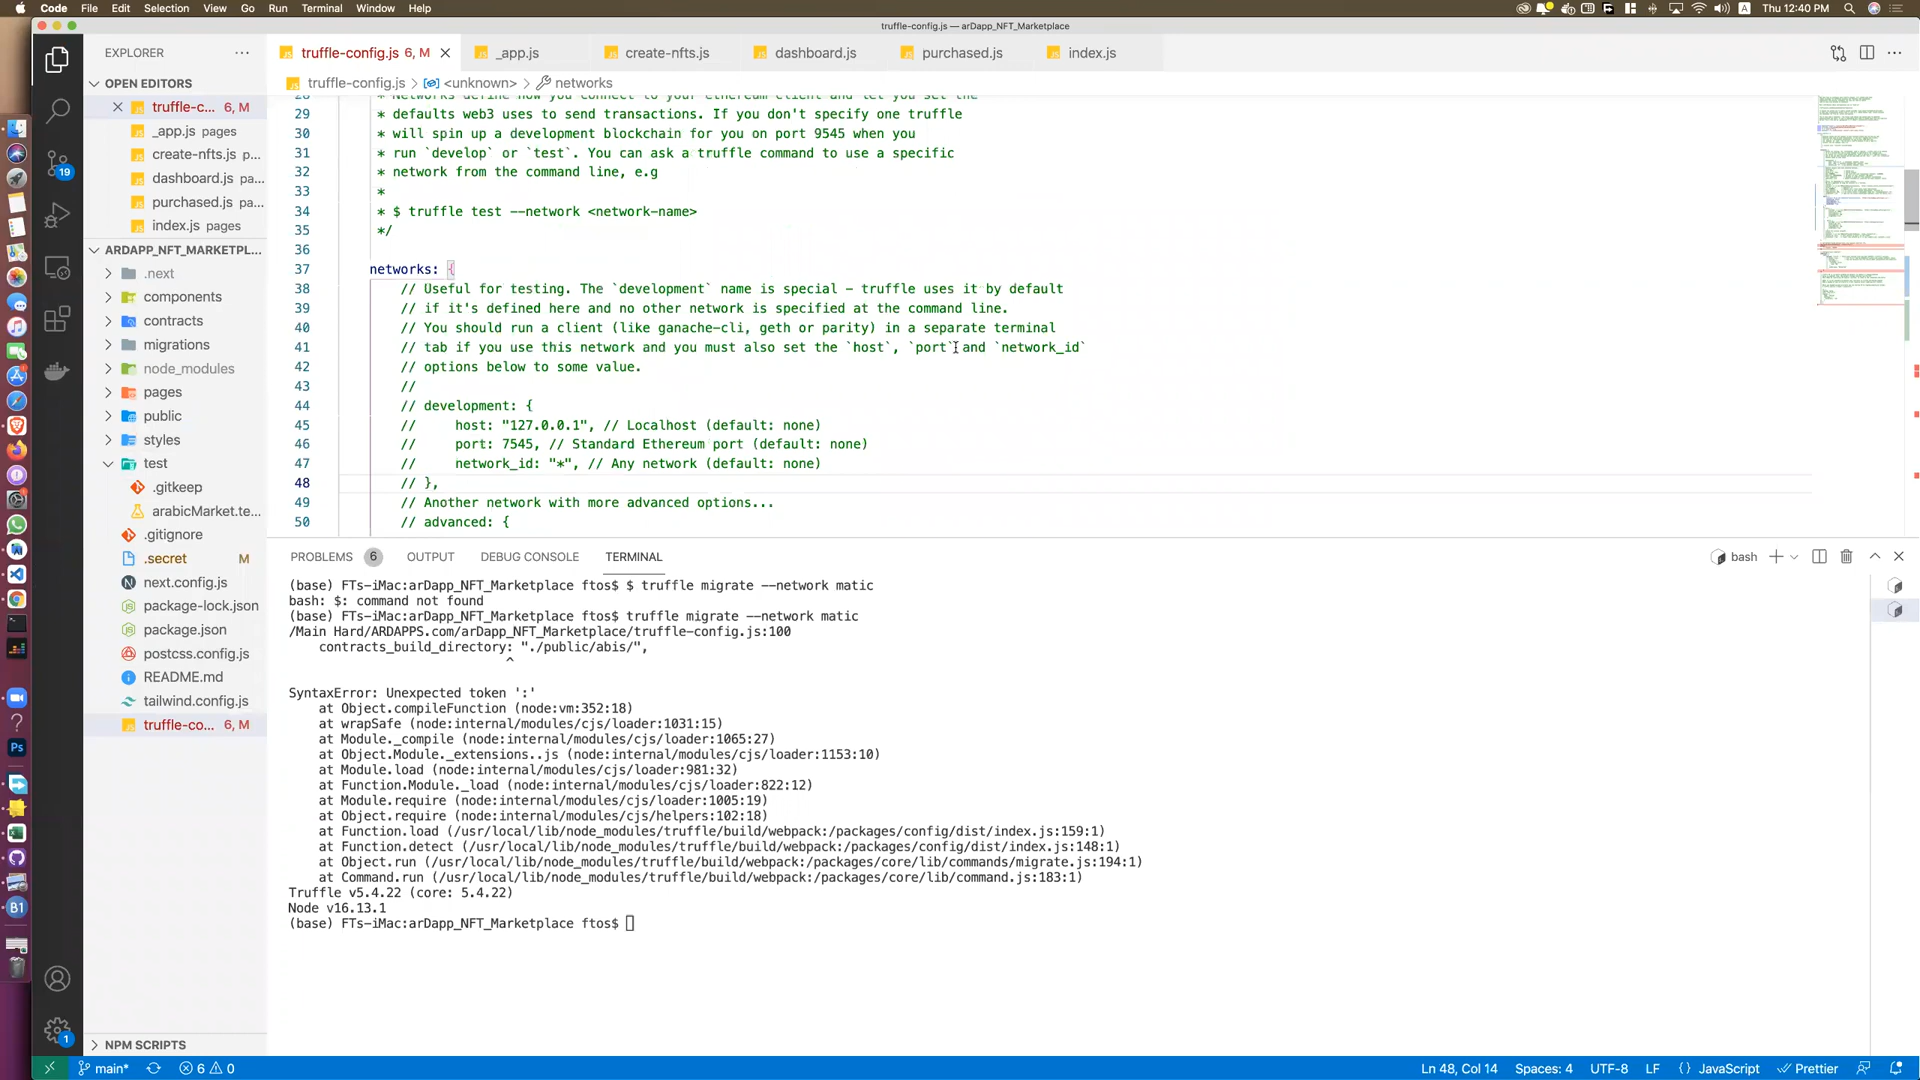 Code File Edit Selection View Go Run Terminal Window Help
Thu 12:40 PM
truffle-config.js — arDapp_NFT_Marketplace
EXPLORER
truffle-config.js 6, M
_app.js
create-nfts.js
dashboard.js
purchased.js
index.js
OPEN EDITORS
truffle-config.js > <unknown> > networks
truffle-c... 6, M
_app.js pages
create-nfts.js p...
dashboard.js pa...
purchased.js pa...
index.js pages
ARDAPP_NFT_MARKETPL...
.next
components
contracts
migrations
node_modules
pages
public
styles
test
.gitkeep
arabicMarket.te...
.gitignore
.secret M
next.config.js
package-lock.json
package.json
postcss.config.js
README.md
tailwind.config.js
truffle-co... 6, M
NPM SCRIPTS
28 * Networks define how you connect to your ethereum client and let you set the
29 * defaults web3 uses to send transactions. If you don't specify one truffle
30 * will spin up a development blockchain for you on port 9545 when you
31 * run `develop` or `test`. You can ask a truffle command to use a specific
32 * network from the command line, e.g
33 *
34 * $ truffle test --network <network-name>
35 */
36
37 networks: {
38 // Useful for testing. The `development` name is special - truffle uses it by default
39 // if it's defined here and no other network is specified at the command line.
40 // You should run a client (like ganache-cli, geth or parity) in a separate terminal
41 // tab if you use this network and you must also set the `host`, `port` and `network_id`
42 // options below to some value.
43 //
44 // development: {
45 // host: "127.0.0.1", // Localhost (default: none)
46 // port: 7545, // Standard Ethereum port (default: none)
47 // network_id: "*", // Any network (default: none)
48 // },
49 // Another network with more advanced options...
50 // advanced: {
PROBLEMS 6 OUTPUT DEBUG CONSOLE TERMINAL
bash
(base) FTs-iMac:arDapp_NFT_Marketplace ftos$ $ truffle migrate --network matic
bash: $: command not found
(base) FTs-iMac:arDapp_NFT_Marketplace ftos$ truffle migrate --network matic
/Main Hard/ARDAPPS.com/arDapp_NFT_Marketplace/truffle-config.js:100
contracts_build_directory: "./public/abis/",
^
SyntaxError: Unexpected token ':'
at Object.compileFunction (node:vm:352:18)
at wrapSafe (node:internal/modules/cjs/loader:1031:15)
at Module._compile (node:internal/modules/cjs/loader:1065:27)
at Object.Module._extensions..js (node:internal/modules/cjs/loader:1153:10)
at Module.load (node:internal/modules/cjs/loader:981:32)
at Function.Module._load (node:internal/modules/cjs/loader:822:12)
at Module.require (node:internal/modules/cjs/loader:1005:19)
at Object.require (node:internal/modules/cjs/helpers:102:18)
at Function.load (/usr/local/lib/node_modules/truffle/build/webpack:/packages/config/dist/index.js:159:1)
at Function.detect (/usr/local/lib/node_modules/truffle/build/webpack:/packages/config/dist/index.js:148:1)
at Object.run (/usr/local/lib/node_modules/truffle/build/webpack:/packages/core/lib/commands/migrate.js:194:1)
at Command.run (/usr/local/lib/node_modules/truffle/build/webpack:/packages/core/lib/command.js:183:1)
Truffle v5.4.22 (core: 5.4.22)
Node v16.13.1
(base) FTs-iMac:arDapp_NFT_Marketplace ftos$
main* 6 0
Ln 48, Col 14 Spaces: 4 UTF-8 LF {} JavaScript Prettier
19
1